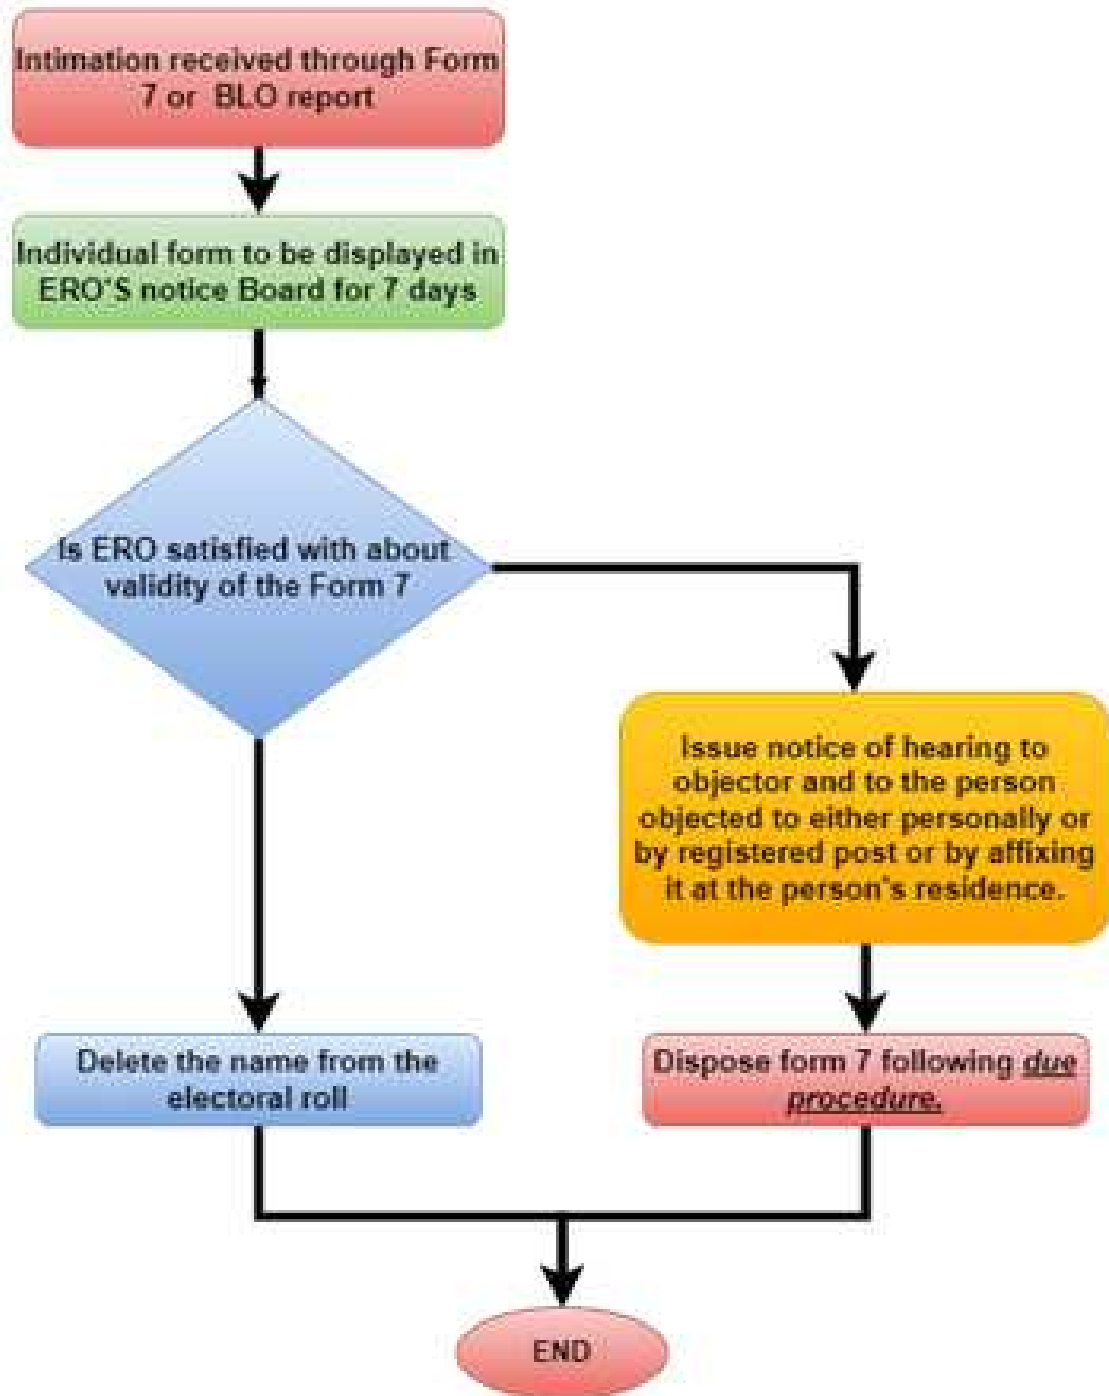 Intimation received through Form
7 or BLO report
Individual form to be displayed in
ERO'S notice Board for 7 days
Is ERO satisfied with about
validity of the Form 7
Issue notice of hearing to
objector and to the person
objected to either personally or
by registered post or by affixing
it at the person's residence.
Delete the name from the
electoral roll
Dispose form 7 following due
procedure.
END